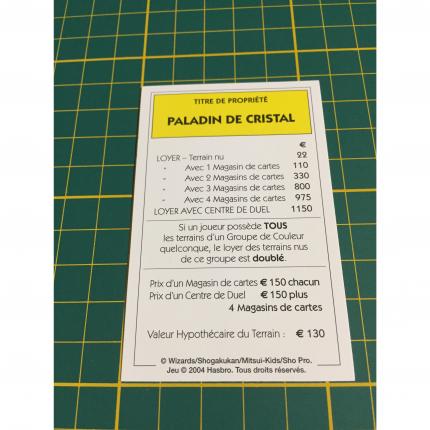 TITRE DE PROPRIÉTÉ
PALADIN DE CRISTAL
€
LOYER – Terrain nu 22
" Avec 1 Magasin de cartes 110
" Avec 2 Magasins de cartes 330
" Avec 3 Magasins de cartes 800
" Avec 4 Magasins de cartes 975
LOYER AVEC CENTRE DE DUEL 1150
Si un joueur possède TOUS
les terrains d'un Groupe de Couleur
quelconque, le loyer des terrains nus
de ce groupe est doublé.
Prix d'un Magasin de cartes € 150 chacun
Prix d'un Centre de Duel € 150 plus
4 Magasins de cartes
Valeur Hypothécaire du Terrain : € 130
© Wizards/Shogakukan/Mitsui-Kids/Sho Pro.
Jeu © 2004 Hasbro. Tous droits réservés.